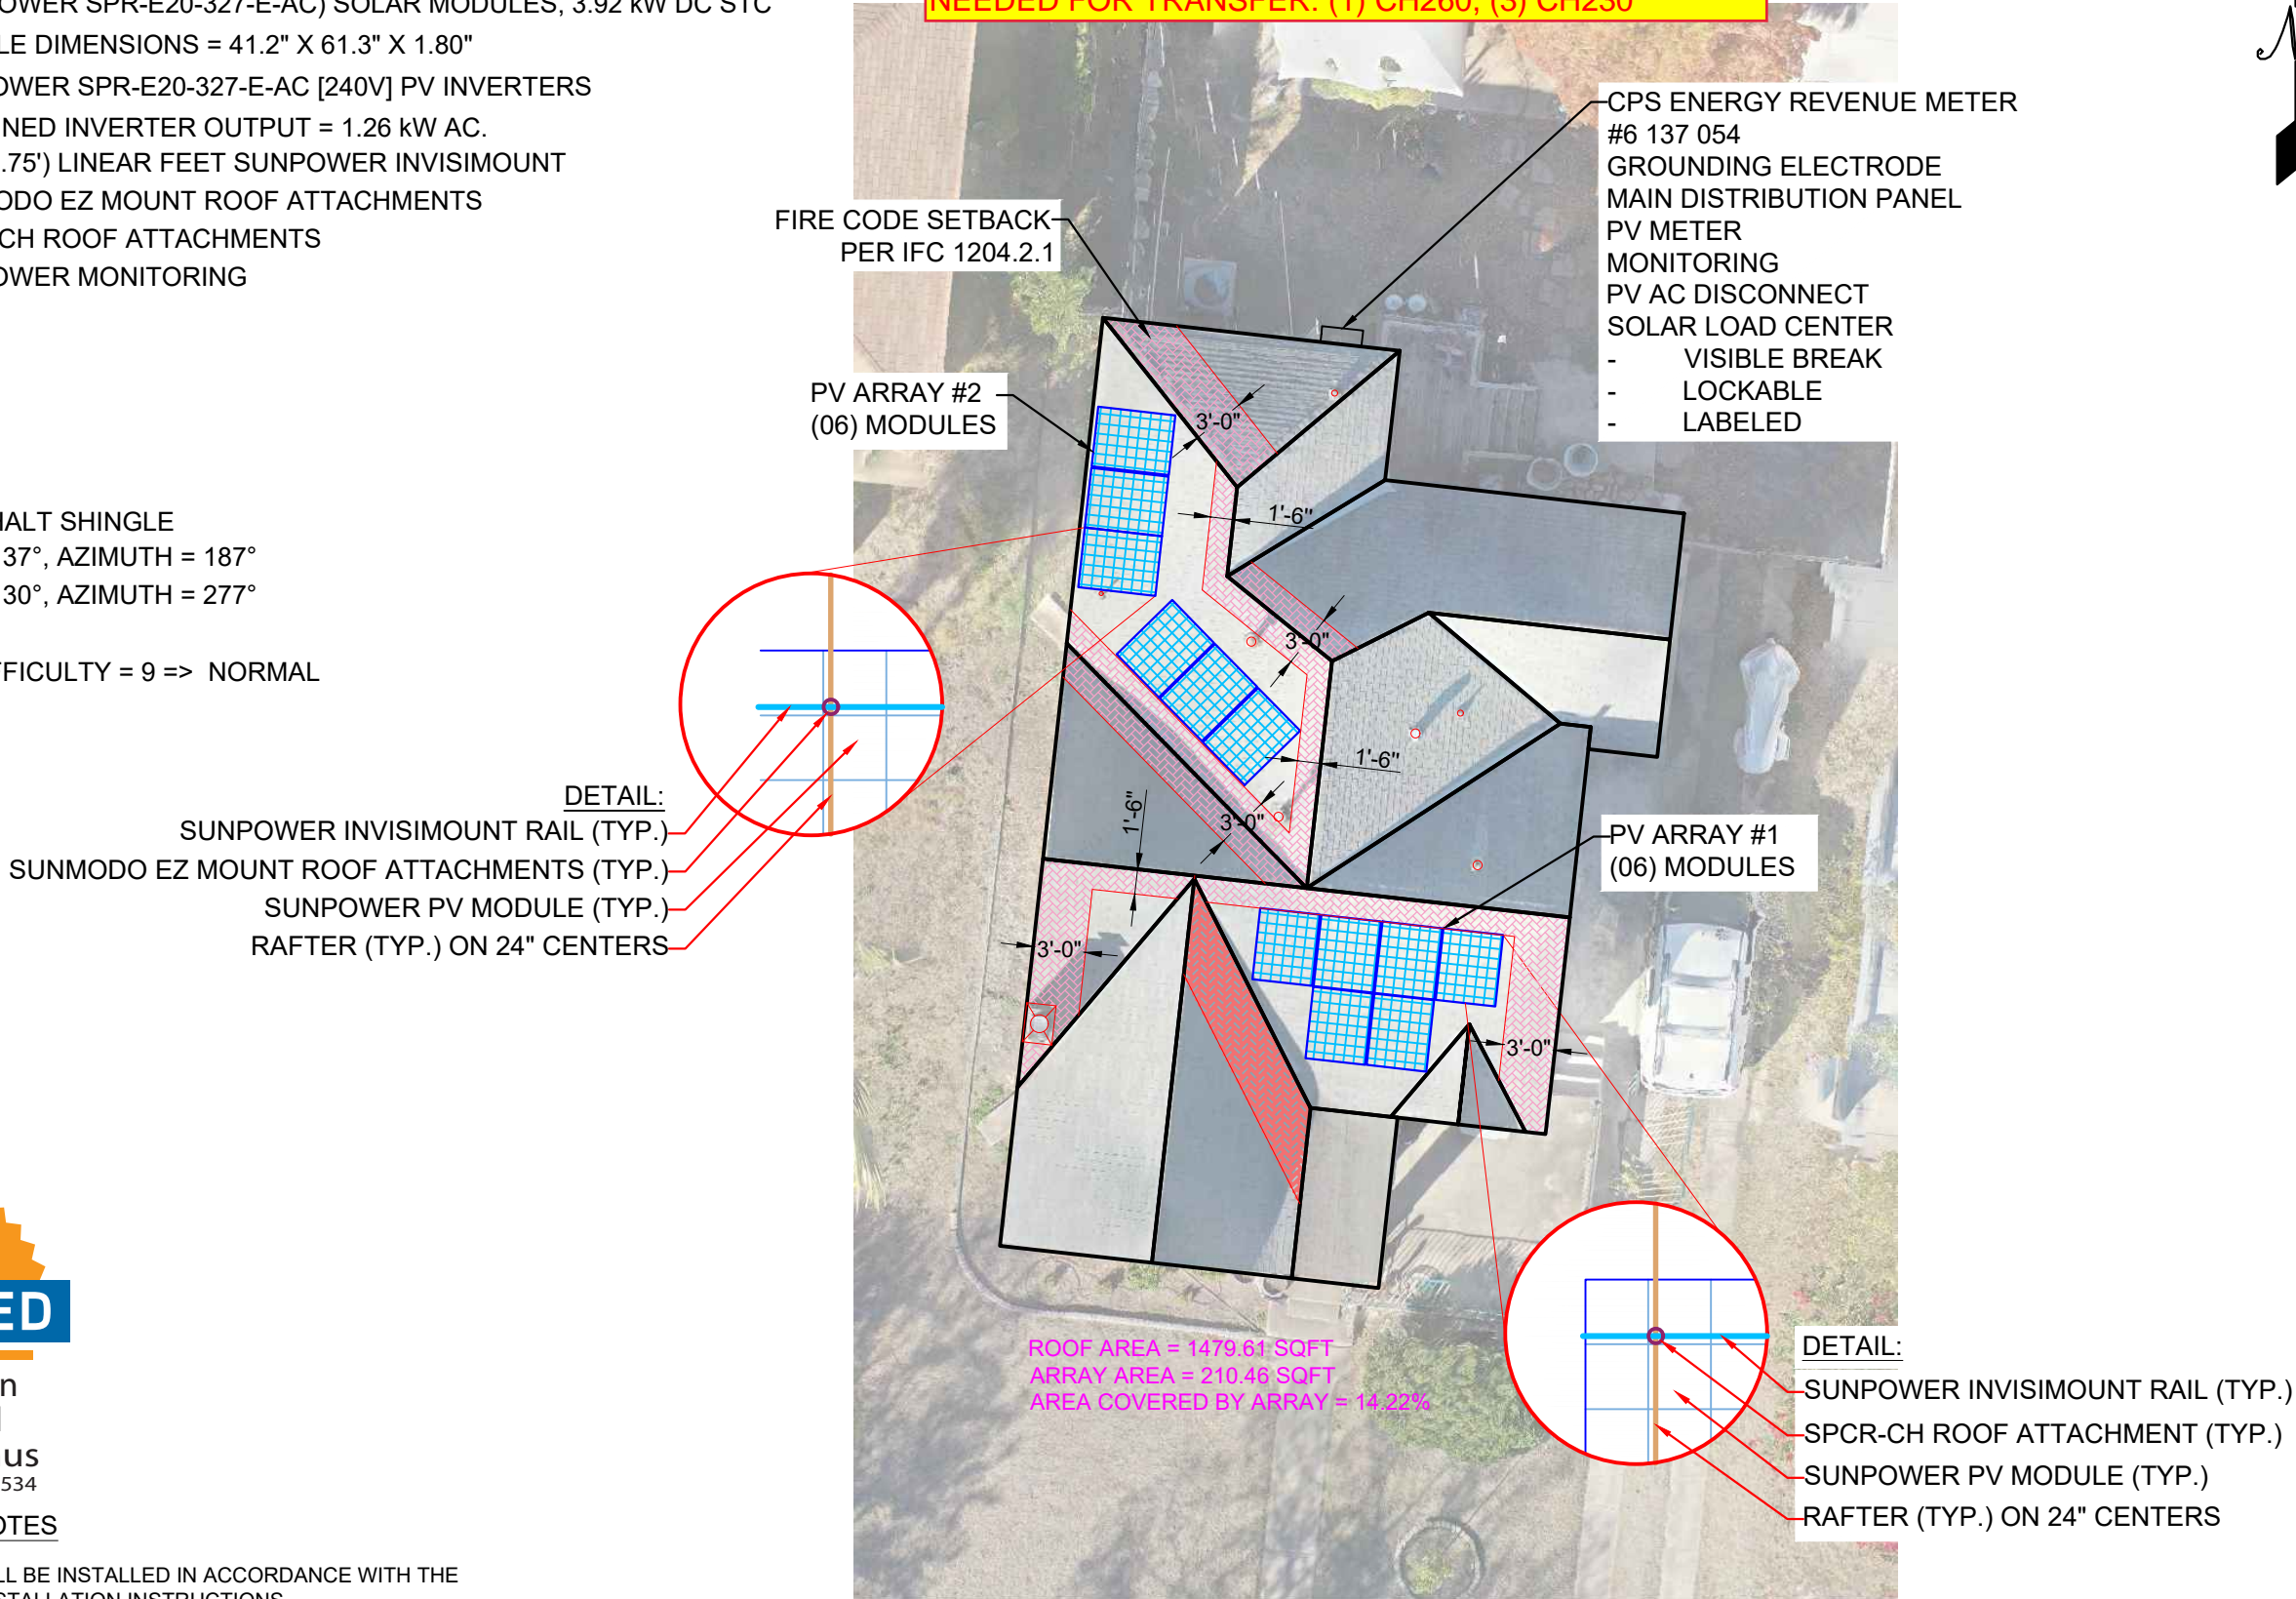 OWER SPR-E20-327-E-AC) SOLAR MODULES, 3.92 kW DC STC
LE DIMENSIONS = 41.2" X 61.3" X 1.80"
OWER SPR-E20-327-E-AC [240V] PV INVERTERS
NED INVERTER OUTPUT = 1.26 kW AC.
.75') LINEAR FEET SUNPOWER INVISIMOUNT
ODO EZ MOUNT ROOF ATTACHMENTS
CH ROOF ATTACHMENTS
OWER MONITORING
HALT SHINGLE
37°, AZIMUTH = 187°
30°, AZIMUTH = 277°
FFICULTY = 9 => NORMAL
NEEDED FOR TRANSFER: (1) CH260, (3) CH230
N
CPS ENERGY REVENUE METER
#6 137 054
GROUNDING ELECTRODE
MAIN DISTRIBUTION PANEL
PV METER
MONITORING
PV AC DISCONNECT
SOLAR LOAD CENTER
- VISIBLE BREAK
- LOCKABLE
- LABELED
FIRE CODE SETBACK
PER IFC 1204.2.1
PV ARRAY #2
(06) MODULES
3'-0"
1'-6"
3'-0"
1'-6"
3'-0"
1'-6"
3'-0"
3'-0"
PV ARRAY #1
(06) MODULES
DETAIL:
SUNPOWER INVISIMOUNT RAIL (TYP.)
SUNMODO EZ MOUNT ROOF ATTACHMENTS (TYP.)
SUNPOWER PV MODULE (TYP.)
RAFTER (TYP.) ON 24" CENTERS
ROOF AREA = 1479.61 SQFT
ARRAY AREA = 210.46 SQFT
AREA COVERED BY ARRAY = 14.22%
DETAIL:
SUNPOWER INVISIMOUNT RAIL (TYP.)
SPCR-CH ROOF ATTACHMENT (TYP.)
SUNPOWER PV MODULE (TYP.)
RAFTER (TYP.) ON 24" CENTERS
ED
n
l
us
534
OTES
LL BE INSTALLED IN ACCORDANCE WITH THE
STALLATION INSTRUCTIONS